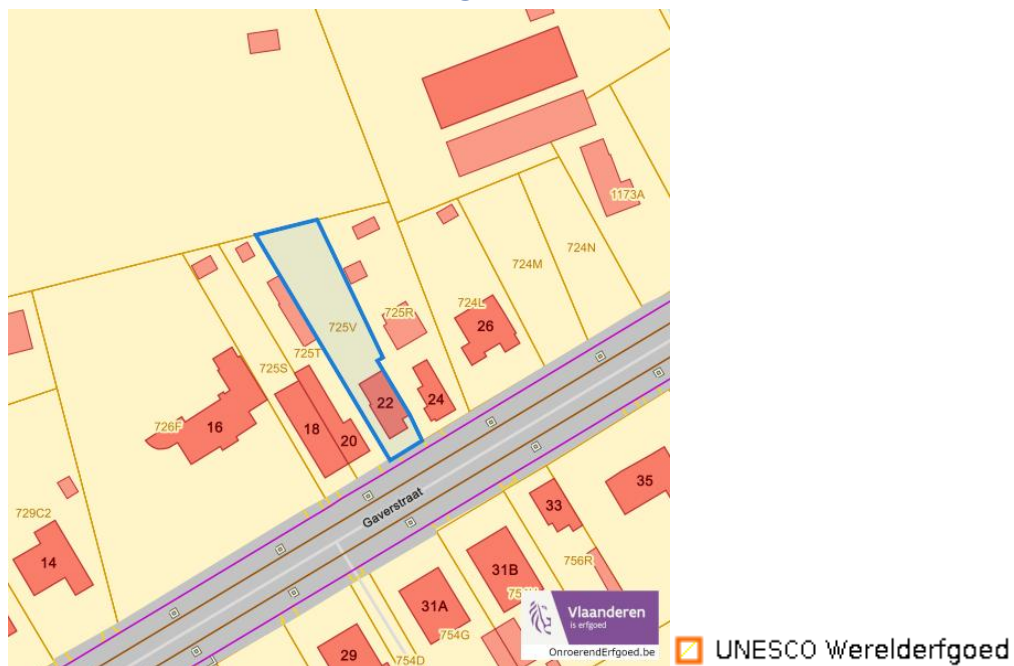 1173A
724N
724M
724L
26
725R
725V
725T
725S
22
24
726F
16
18
20
35
33
729C2
Gaverstraat
14
756R
31B
31A
754G
29
754D
Vlaanderen
is erfgoed
OnroerendErfgoed.be
UNESCO Werelderfgoed